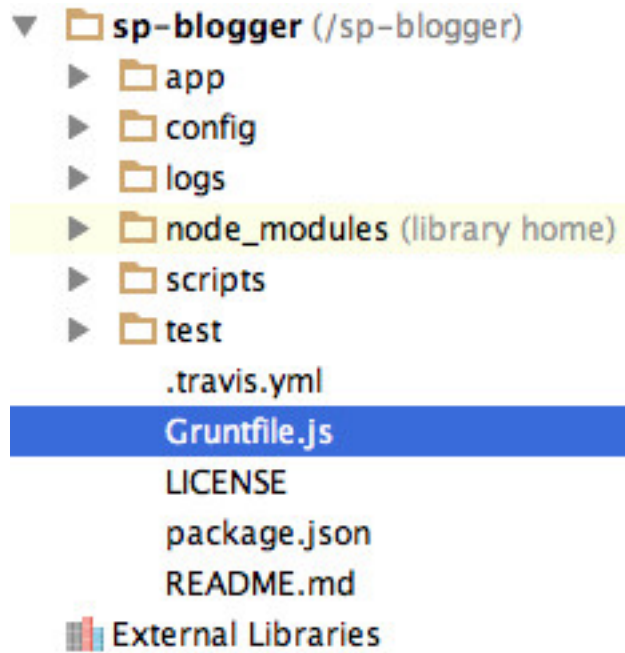 sp-blogger (/sp-blogger)
app
config
logs
node_modules (library home)
scripts
test
.travis.yml
Gruntfile.js
LICENSE
package.json
README.md
External Libraries